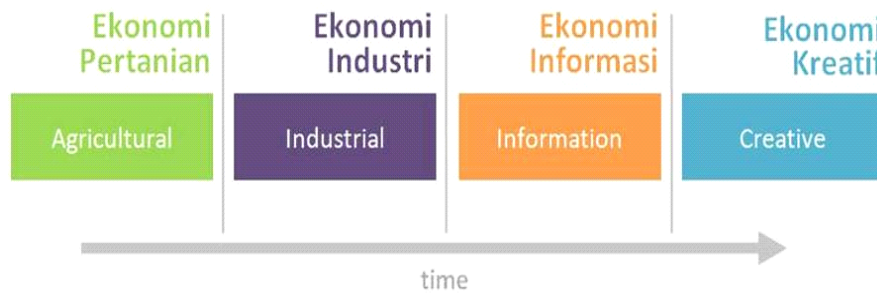 Ekonomi
Pertanian
Ekonomi
Industri
Ekonomi
Informasi
Ekonomi
Kreatif
Agricultural
Industrial
Information
Creative
time